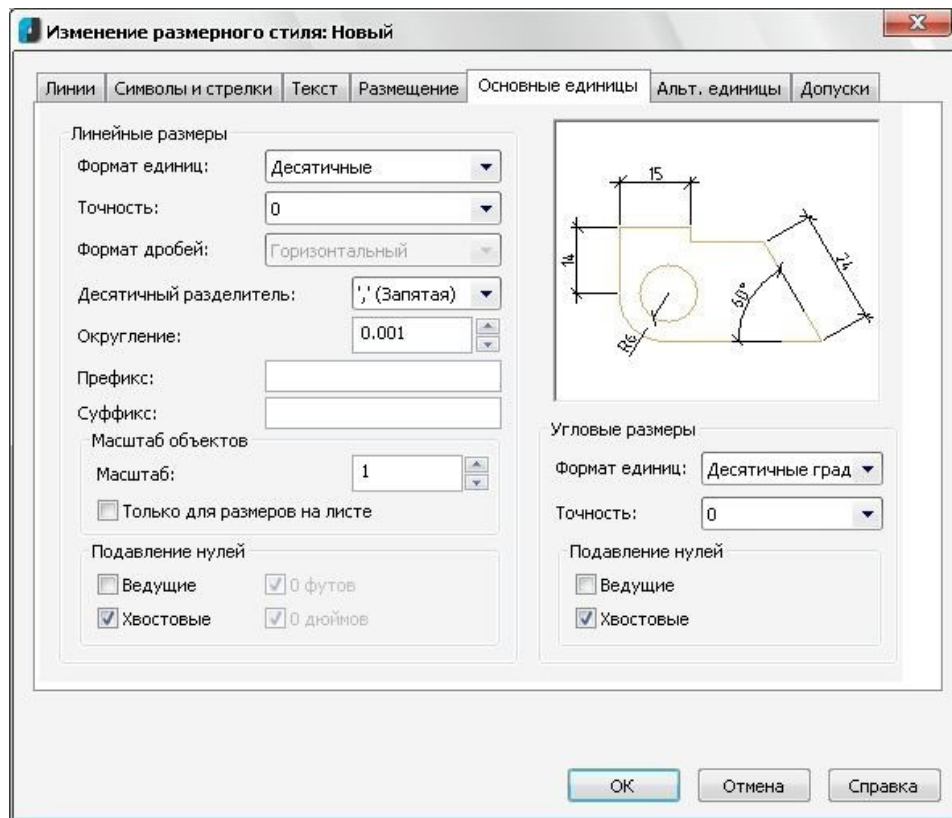 Изменение размерного стиля: Новый
Линии Символы и стрелки Текст Размещение Основные единицы Альт. единицы Допуски
Линейные размеры
Формат единиц: Десятичные
Точность: 0
Формат дробей: Горизонтальный
Десятичный разделитель: ',' (Запятая)
Округление: 0.001
Префикс:
Суффикс:
Масштаб объектов
Масштаб: 1
Только для размеров на листе
Подавление нулей
Ведущие 0 футов
Хвостовые 0 дюймов
15
14
24
60°
R6
Угловые размеры
Формат единиц: Десятичные град
Точность: 0
Подавление нулей
Ведущие
Хвостовые
ОК Отмена Справка